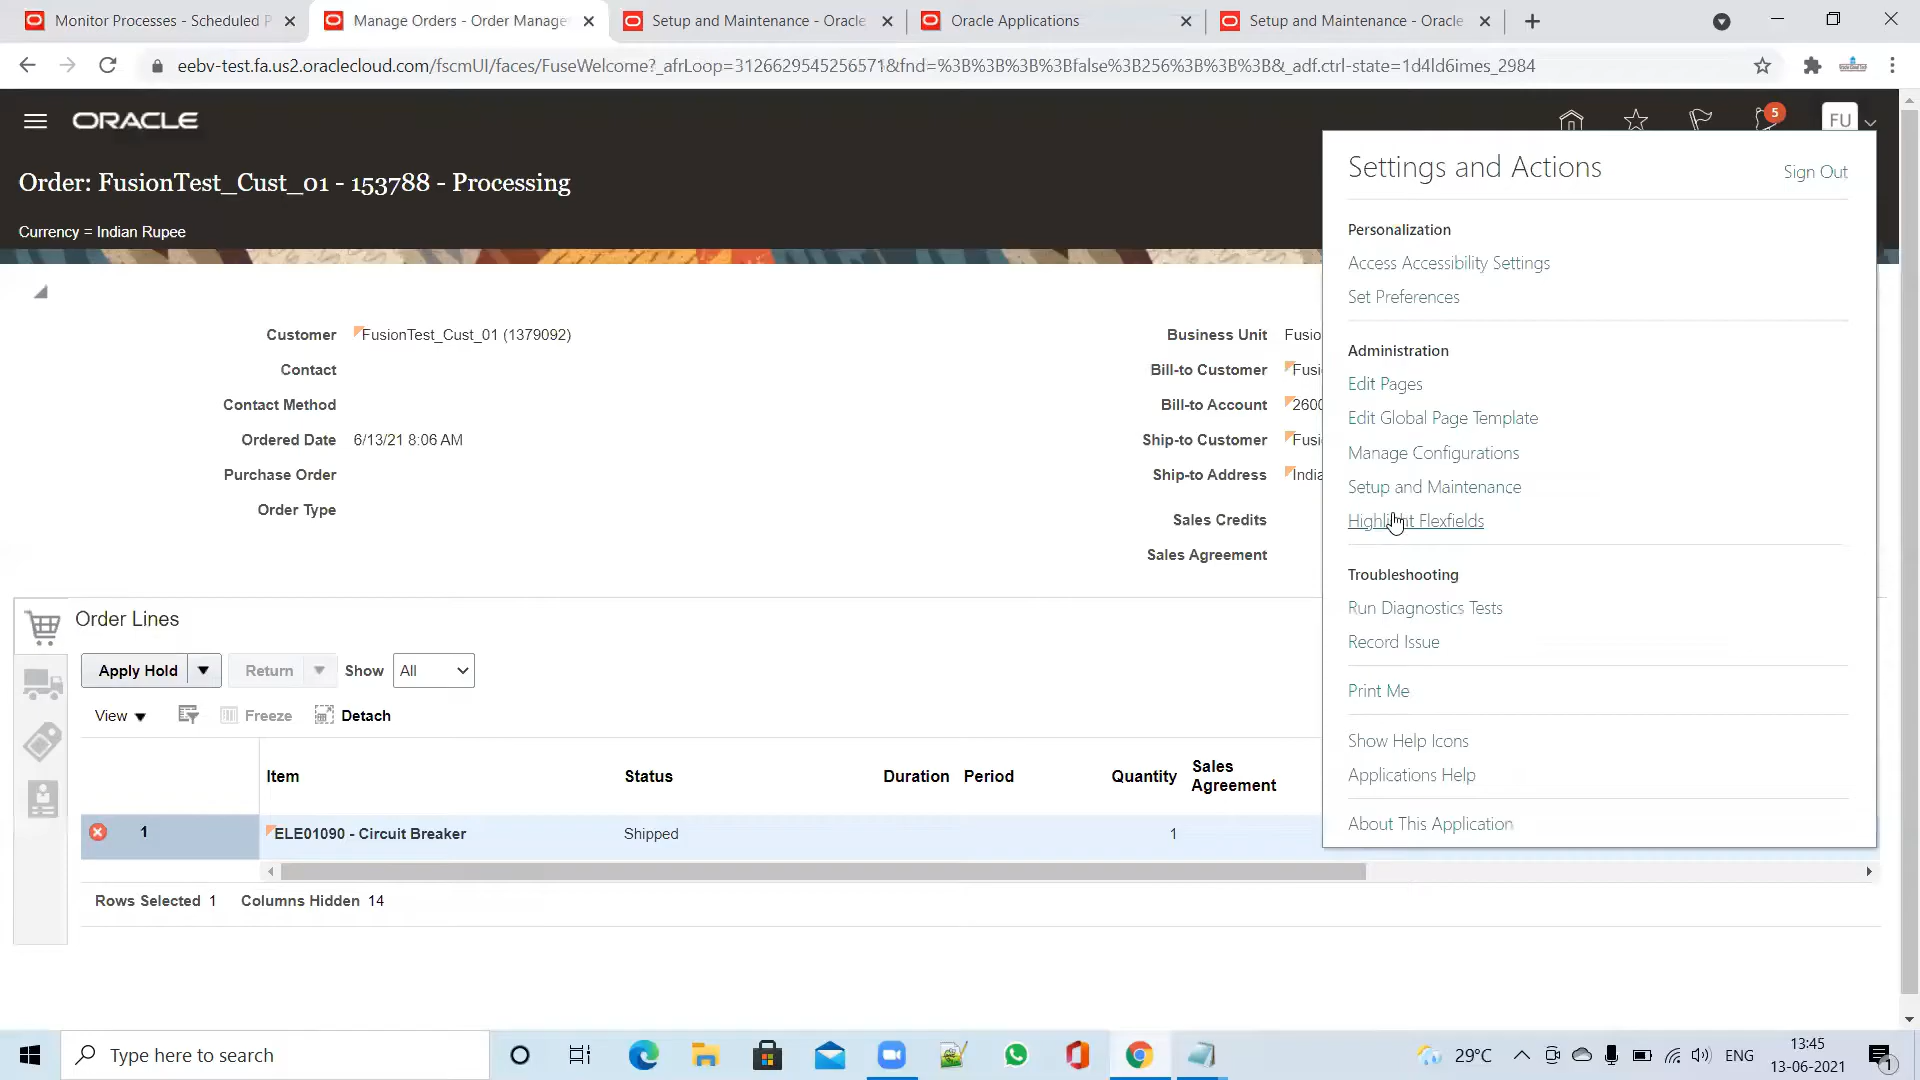 Monitor Processes - Scheduled P
Manage Orders - Order Manage
Setup and Maintenance - Oracle
Oracle Applications
Setup and Maintenance - Oracle
eebv-test.fa.us2.oraclecloud.com/fscmUI/faces/FuseWelcome?_afrLoop=3126629545256571&fnd=%3B%3B%3B%3Bfalse%3B256%3B%3B%3B&_adf.ctrl-state=1d4ld6imes_2984
ORACLE
5
FU
Order: FusionTest_Cust_01 - 153788 - Processing
Currency = Indian Rupee
Customer FusionTest_Cust_01 (1379092)
Contact
Contact Method
Ordered Date 6/13/21 8:06 AM
Purchase Order
Order Type
Business Unit Fusio
Bill-to Customer Fusi
Bill-to Account 2600
Ship-to Customer Fusi
Ship-to Address India
Sales Credits
Sales Agreement
Settings and Actions
Sign Out
Personalization
Access Accessibility Settings
Set Preferences
Administration
Edit Pages
Edit Global Page Template
Manage Configurations
Setup and Maintenance
Highlight Flexfields
Troubleshooting
Run Diagnostics Tests
Record Issue
Print Me
Show Help Icons
Applications Help
About This Application
Order Lines
Apply Hold Return Show All
View Freeze Detach
Item Status Duration Period Quantity Sales Agreement
1 ELE01090 - Circuit Breaker Shipped 1
Rows Selected 1 Columns Hidden 14
Type here to search
29°C
ENG
13:45
13-06-2021
1